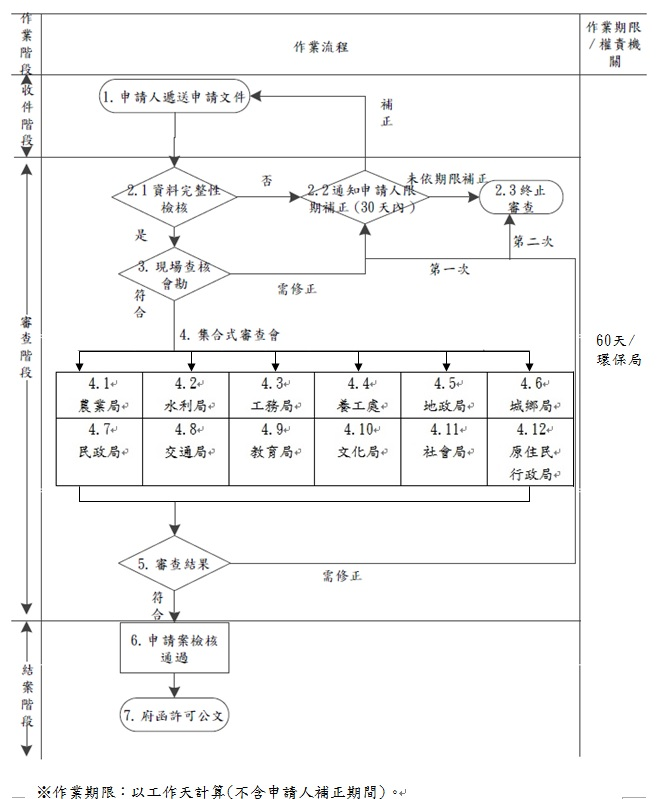 作業階段
作業流程
作業期限
/權責機
關
收件階段
1. 申請人遞送申請文件
補正
審查階段
2.1 資料完整性
檢核
否
2.2 通知申請人限
期補正 (30 天內 )
未依期限補正
2.3 終止
審查
是
第二次
第一次
3. 現場查核
會勘
需修正
符合
4. 集合式審查會
60天/
環保局
4.1
農業局
4.2
水利局
4.3
工務局
4.4
養工處
4.5
地政局
4.6
城鄉局
4.7
民政局
4.8
交通局
4.9
教育局
4.10
文化局
4.11
社會局
4.12
原住民
行政局
5. 審查結果
需修正
符合
結案階段
6. 申請案檢核
通過
7. 府函許可公文
※作業期限：以工作天計算(不含申請人補正期間)。